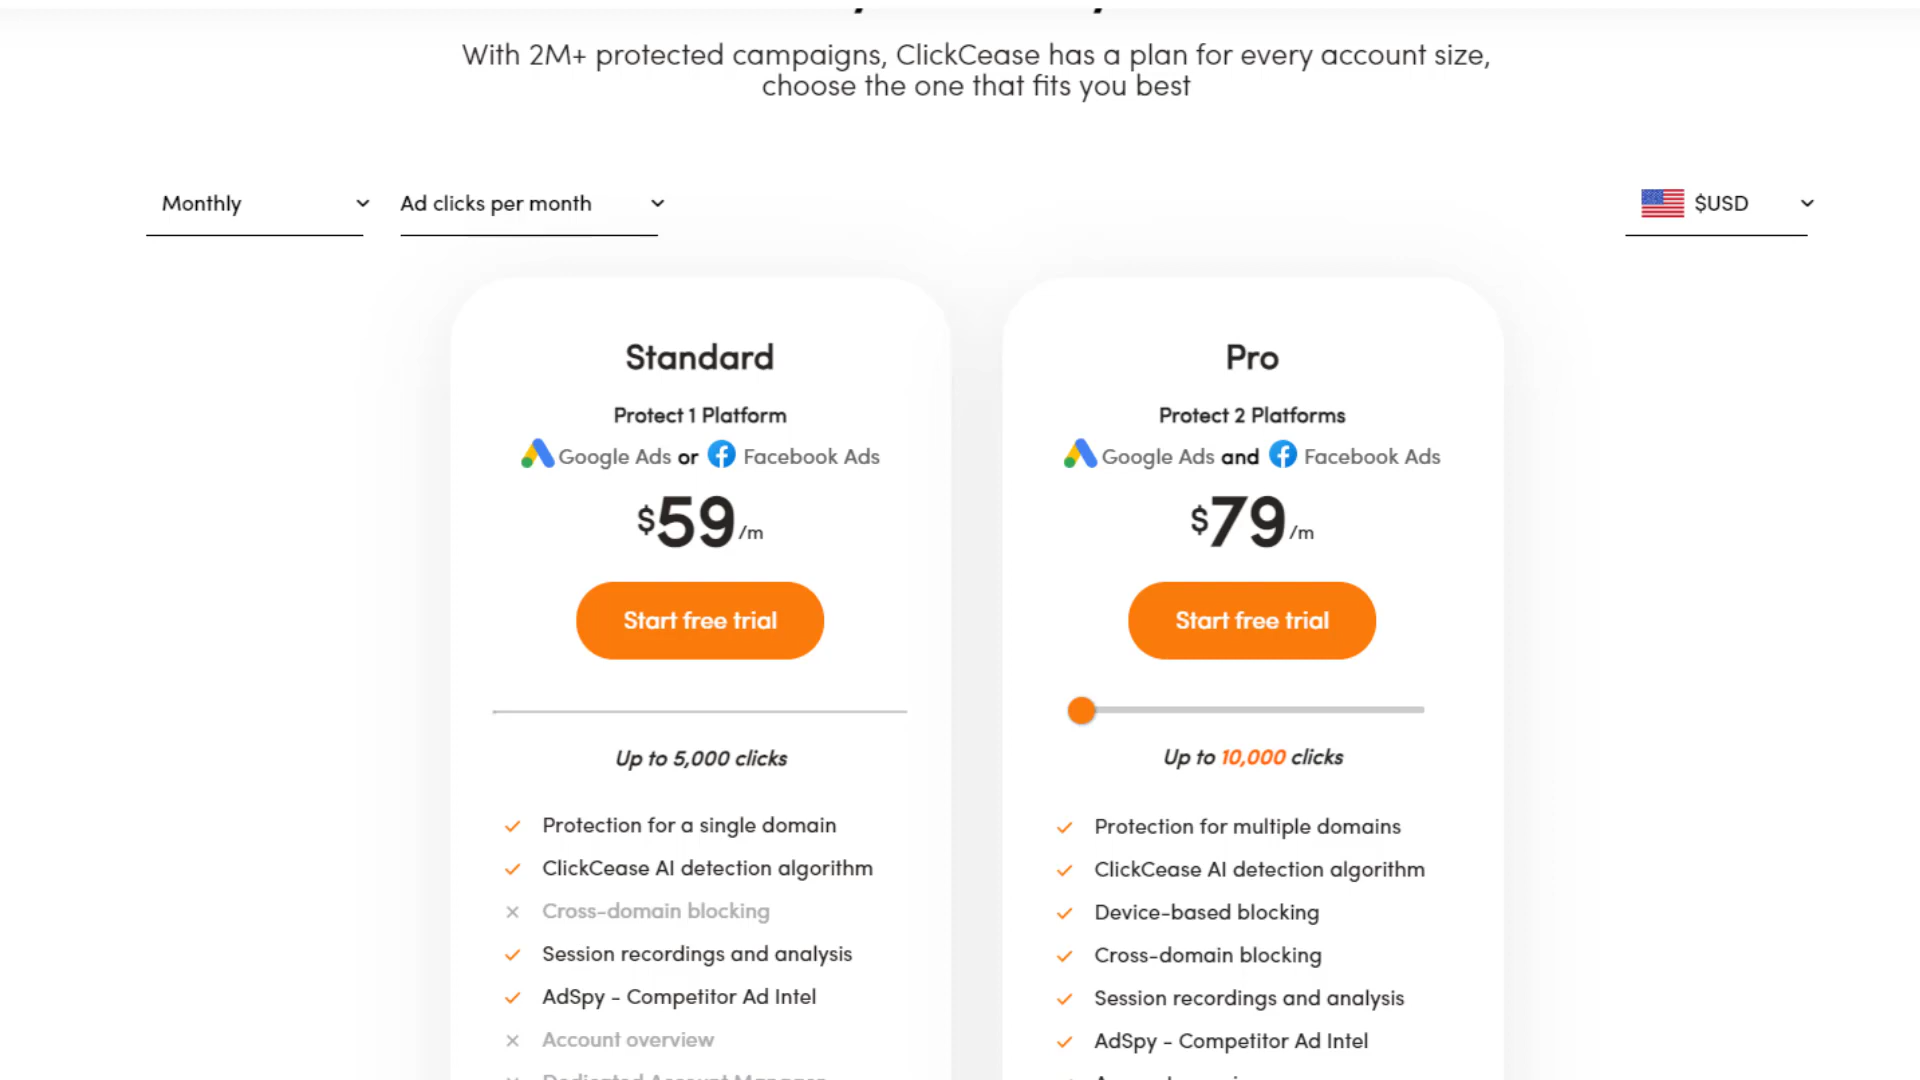 With 2M+ protected campaigns, ClickCease has a plan for every account size,
choose the one that fits you best
Monthly
Ad clicks per month
$USD
Standard
Protect 1 Platform
Google Ads or Facebook Ads
$59/m
Start free trial
Up to 5,000 clicks
Protection for a single domain
ClickCease AI detection algorithm
Cross-domain blocking
Session recordings and analysis
AdSpy - Competitor Ad Intel
Account overview
Dedicated Account Manager
Pro
Protect 2 Platforms
Google Ads and Facebook Ads
$79/m
Start free trial
Up to 10,000 clicks
Protection for multiple domains
ClickCease AI detection algorithm
Device-based blocking
Cross-domain blocking
Session recordings and analysis
AdSpy - Competitor Ad Intel